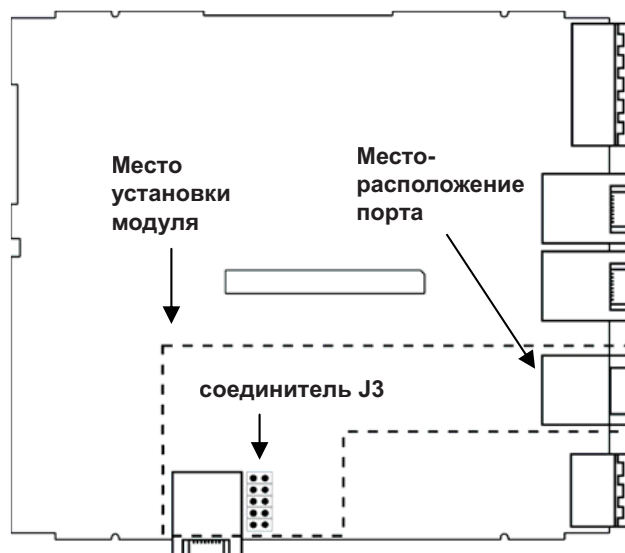 Место
установки
модуля
Место-
расположение
порта
соединитель J3